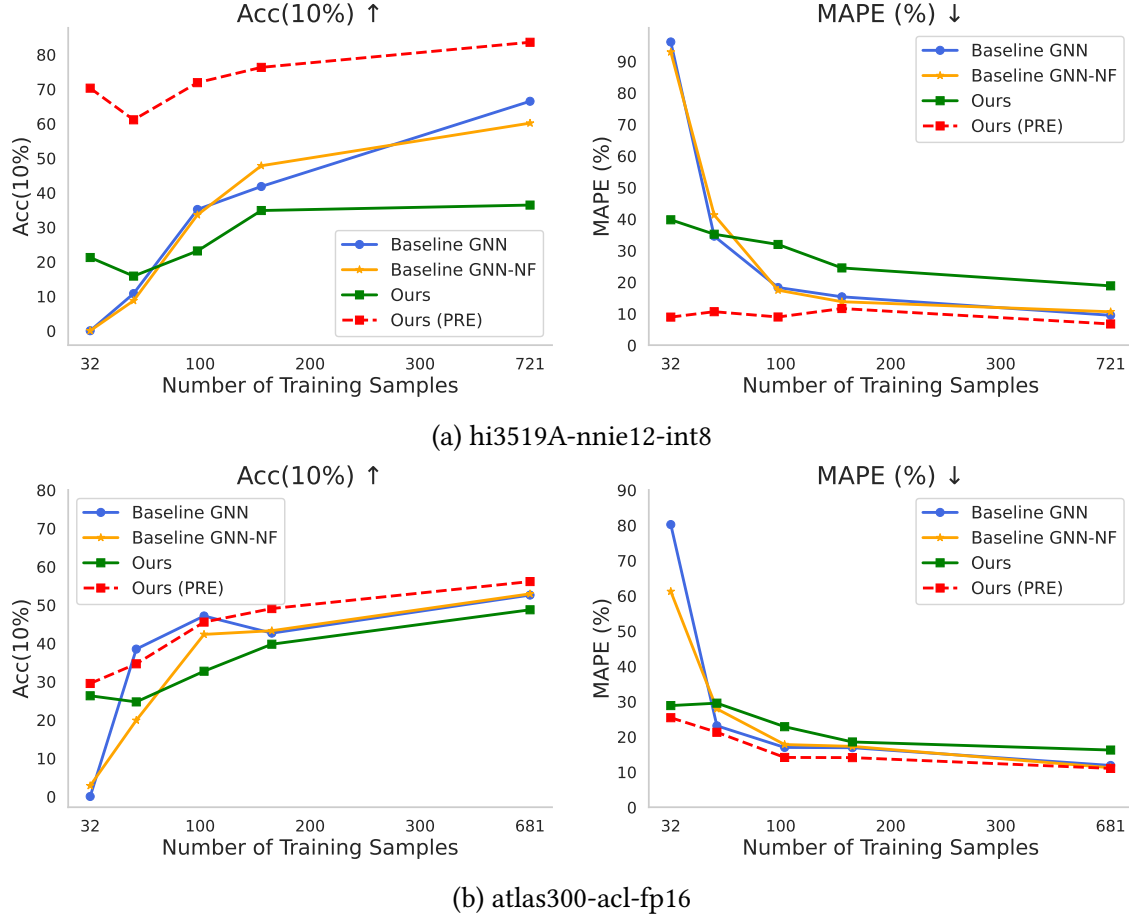 Acc(10%) ↑
MAPE (%) ↓
Acc(10%)
80
70
60
50
40
30
20
10
0
Baseline GNN
Baseline GNN-NF
Ours
Ours (PRE)
32
100
200
300
721
Number of Training Samples
MAPE (%)
90
80
70
60
50
40
30
20
10
0
Baseline GNN
Baseline GNN-NF
Ours
Ours (PRE)
32
100
200
300
721
Number of Training Samples
(a) hi3519A-nnie12-int8
Acc(10%) ↑
MAPE (%) ↓
Acc(10%)
80
70
60
50
40
30
20
10
0
Baseline GNN
Baseline GNN-NF
Ours
Ours (PRE)
32
100
200
300
681
Number of Training Samples
MAPE (%)
90
80
70
60
50
40
30
20
10
0
Baseline GNN
Baseline GNN-NF
Ours
Ours (PRE)
32
100
200
300
681
Number of Training Samples
(b) atlas300-acl-fp16